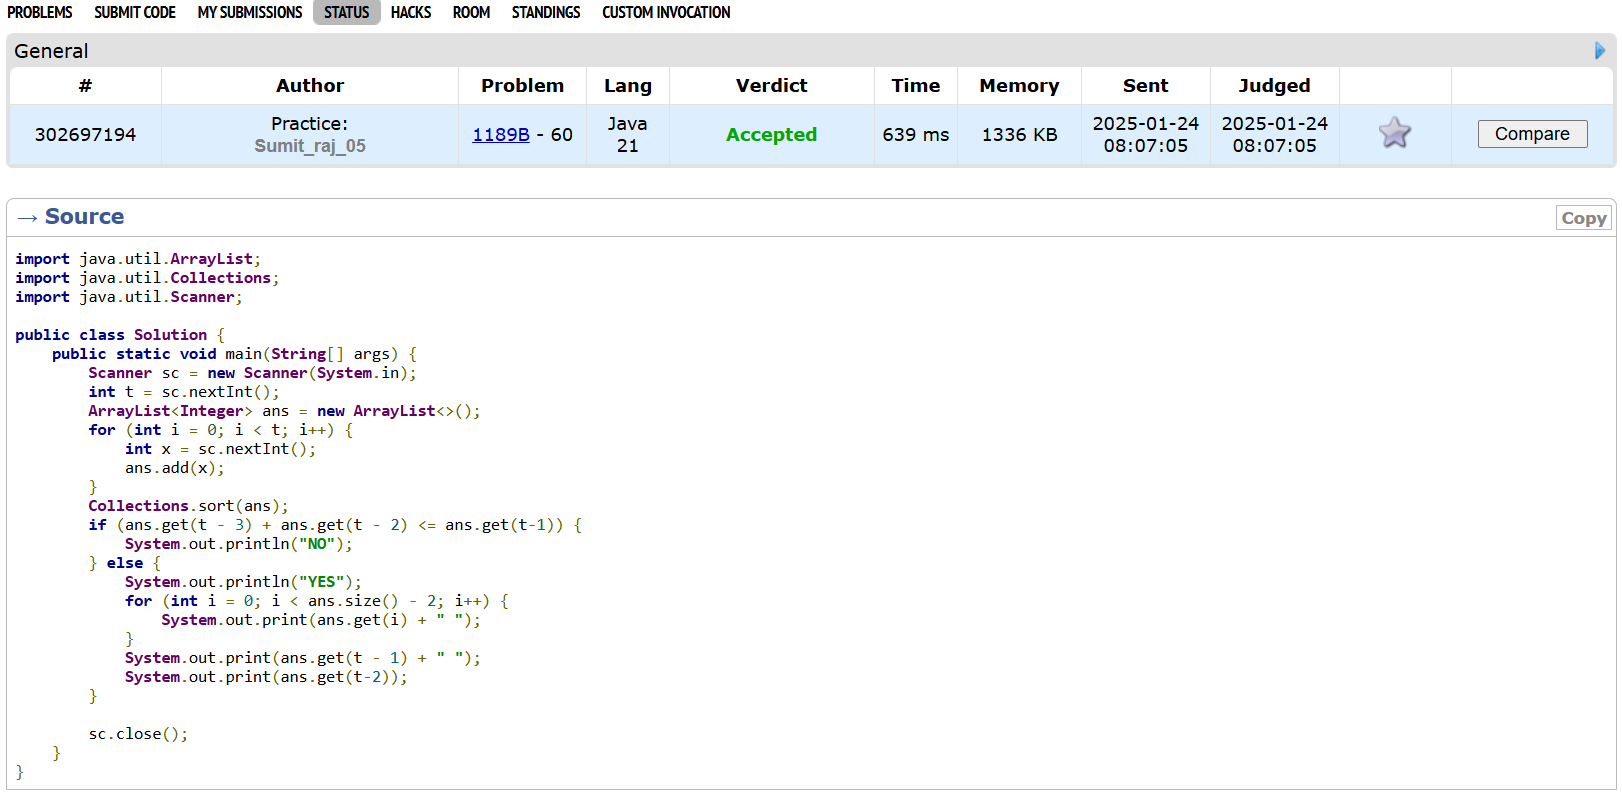 PROBLEMS SUBMIT CODE MY SUBMISSIONS STATUS HACKS ROOM STANDINGS CUSTOM INVOCATION
General
# Author Problem Lang Verdict Time Memory Sent Judged
302697194 Practice: Sumit_raj_05 1189B - 60 Java 21 Accepted 639 ms 1336 KB 2025-01-24 08:07:05 2025-01-24 08:07:05 Compare
→ Source Copy
import java.util.ArrayList;
import java.util.Collections;
import java.util.Scanner;
public class Solution {
    public static void main(String[] args) {
        Scanner sc = new Scanner(System.in);
        int t = sc.nextInt();
        ArrayList<Integer> ans = new ArrayList<>();
        for (int i = 0; i < t; i++) {
            int x = sc.nextInt();
            ans.add(x);
        }
        Collections.sort(ans);
        if (ans.get(t - 3) + ans.get(t - 2) <= ans.get(t-1)) {
            System.out.println("NO");
        } else {
            System.out.println("YES");
            for (int i = 0; i < ans.size() - 2; i++) {
                System.out.print(ans.get(i) + " ");
            }
            System.out.print(ans.get(t - 1) + " ");
            System.out.print(ans.get(t-2));
        }
        sc.close();
    }
}